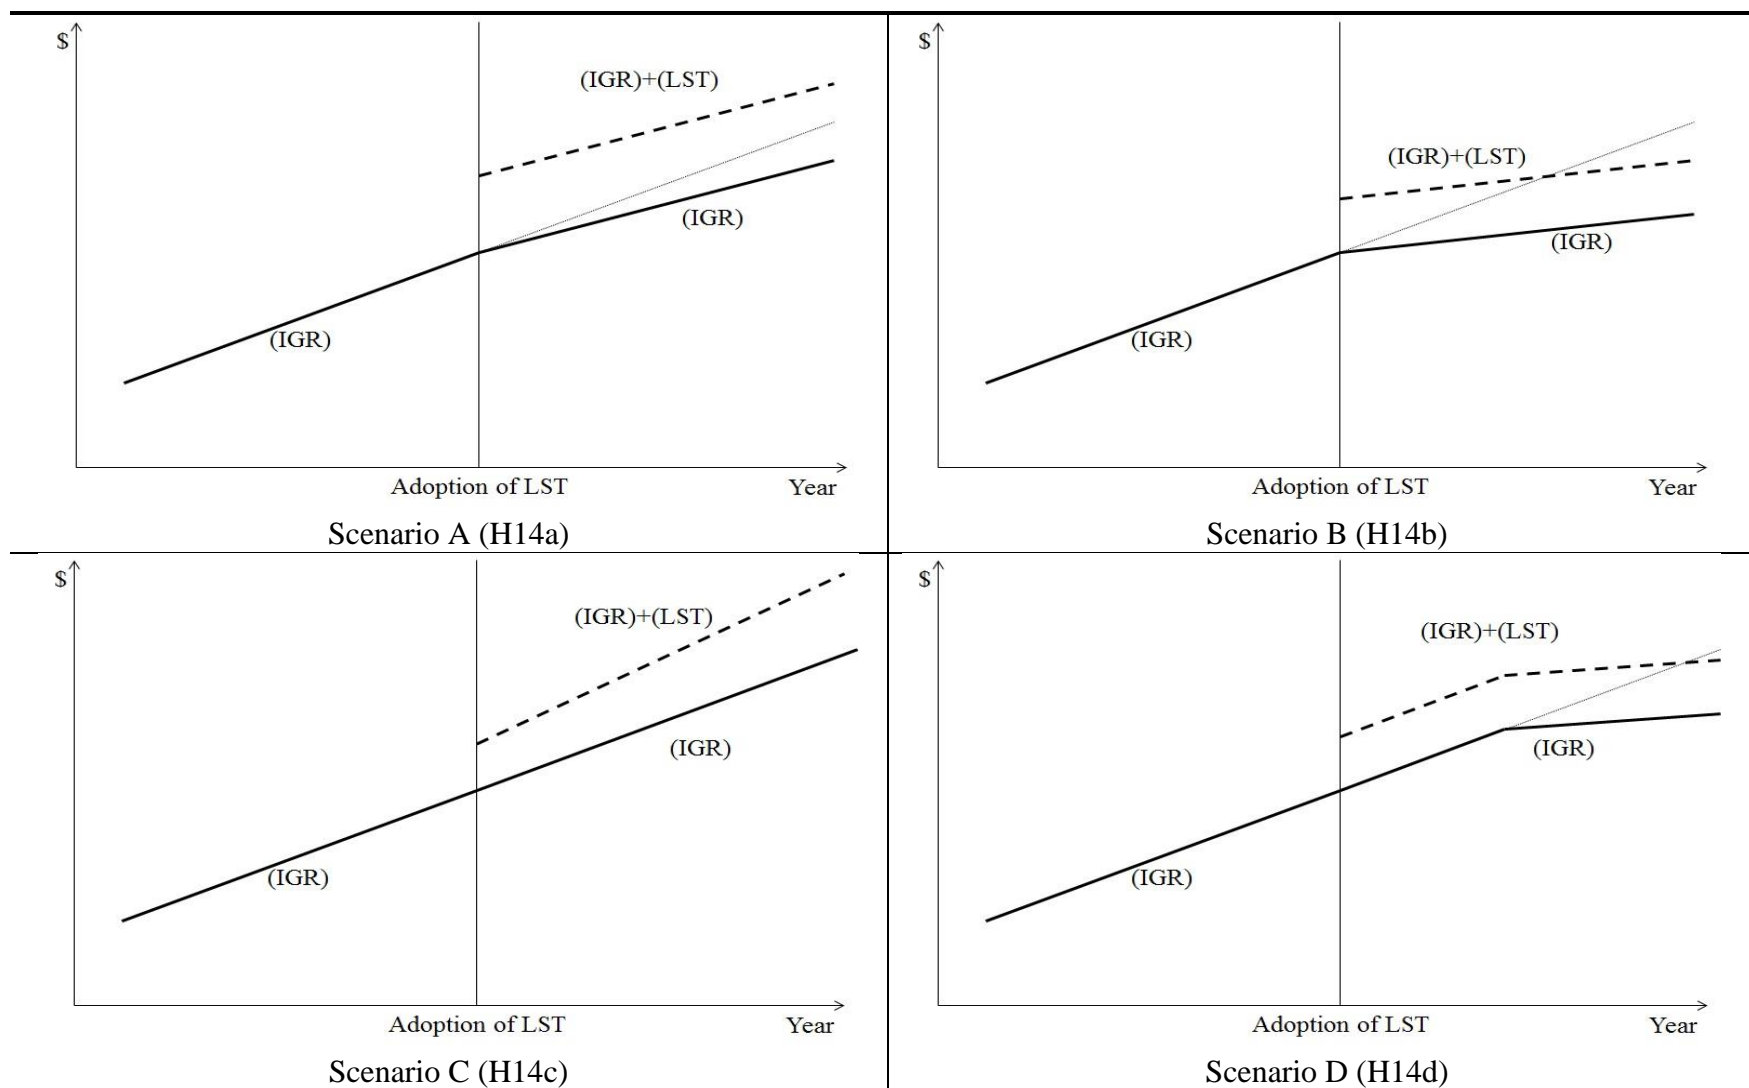 $
(IGR)+(LST)
(IGR)
(IGR)
Adoption of LST
Year
Scenario A (H14a)
$
(IGR)+(LST)
(IGR)
(IGR)
Adoption of LST
Year
Scenario B (H14b)
$
(IGR)+(LST)
(IGR)
(IGR)
Adoption of LST
Year
Scenario C (H14c)
$
(IGR)+(LST)
(IGR)
(IGR)
Adoption of LST
Year
Scenario D (H14d)